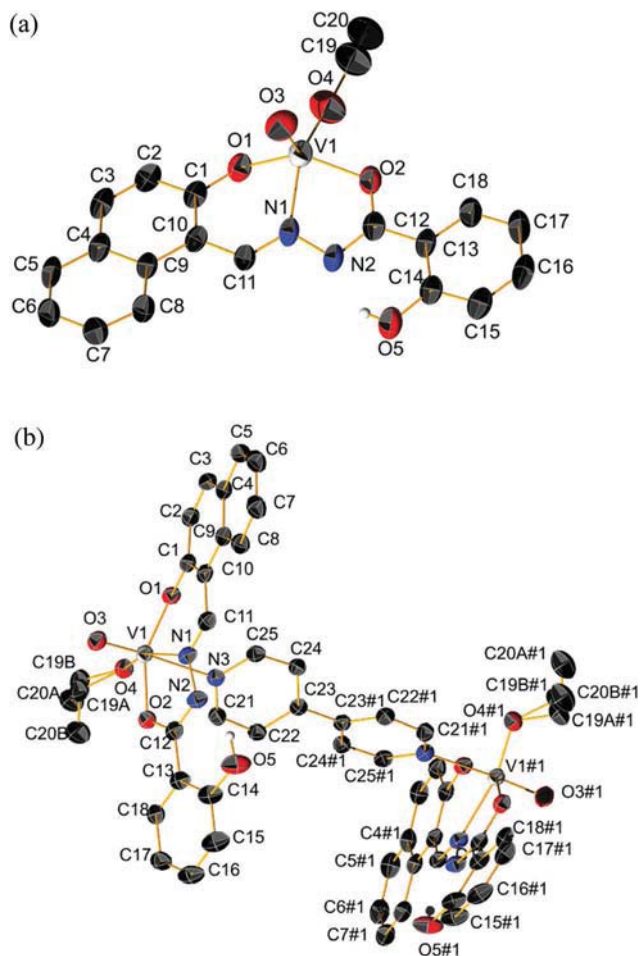 (a)
C20
C19
O4
O3
V1
O1
O2
C18
C2
C1
C3
N1
C12
C17
C10
C13
C4
N2
C16
C9
C14
C5
C11
C8
C15
C6
O5
C7
(b)
C5
C6
C3
C4
C7
C2
C9
C8
C1
C10
O1
C11
O3
V1
N1
C25
C24
C19B
N3
C20A
O4
N2
C23
C20A#1
C19A
C21
C23#1
C22#1
C19B#1
C20B#1
C20B
O2
C22
C21#1
O4#1
C19A#1
C12
O5
C24#1
C13
C14
C25#1
V1#1
O3#1
C18
C15
C4#1
C18#1
C17
C16
C5#1
C17#1
C16#1
C6#1
C15#1
C7#1
O5#1